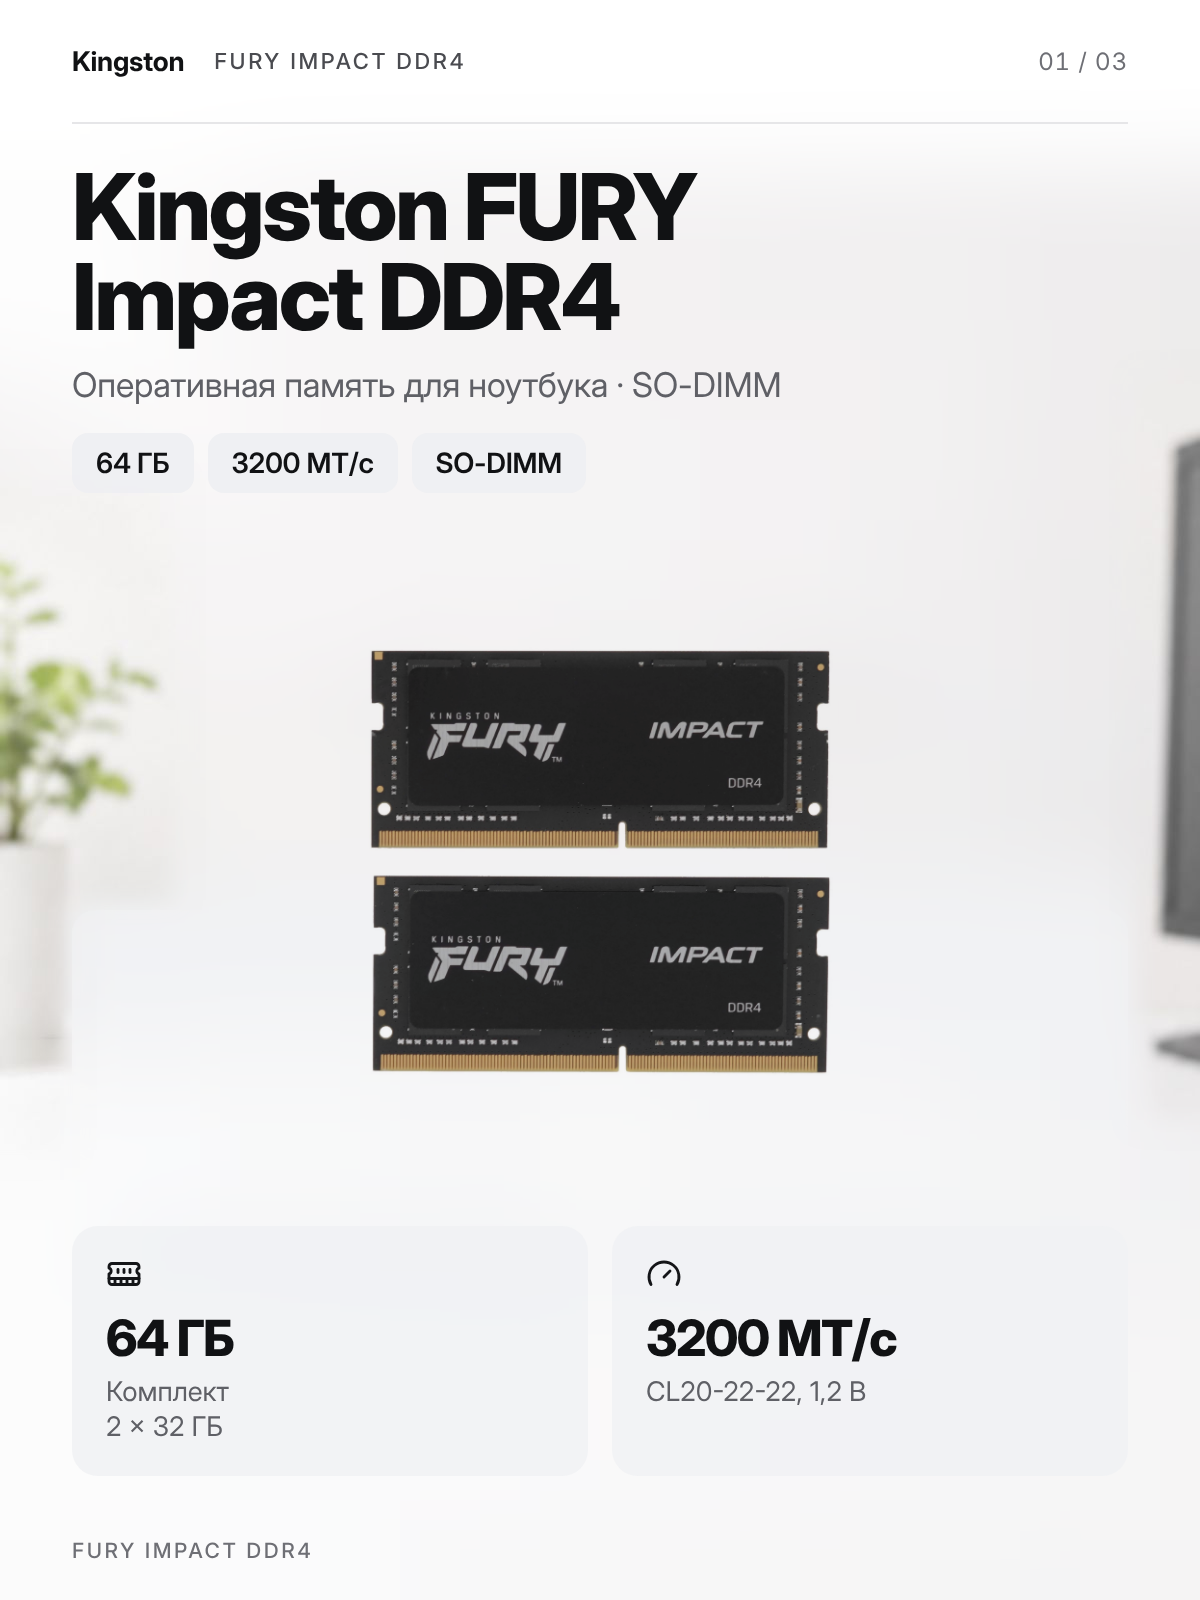 Kingston FURY IMPACT DDR4 01 / 03
Kingston FURY
Impact DDR4
Оперативная память для ноутбука · SO-DIMM
64 ГБ 3200 МТ/с SO-DIMM
KINGSTON
FURY™ IMPACT
DDR4
KINGSTON
FURY™ IMPACT
DDR4
64 ГБ
Комплект
2 × 32 ГБ
3200 МТ/с
CL20-22-22, 1,2 В
FURY IMPACT DDR4